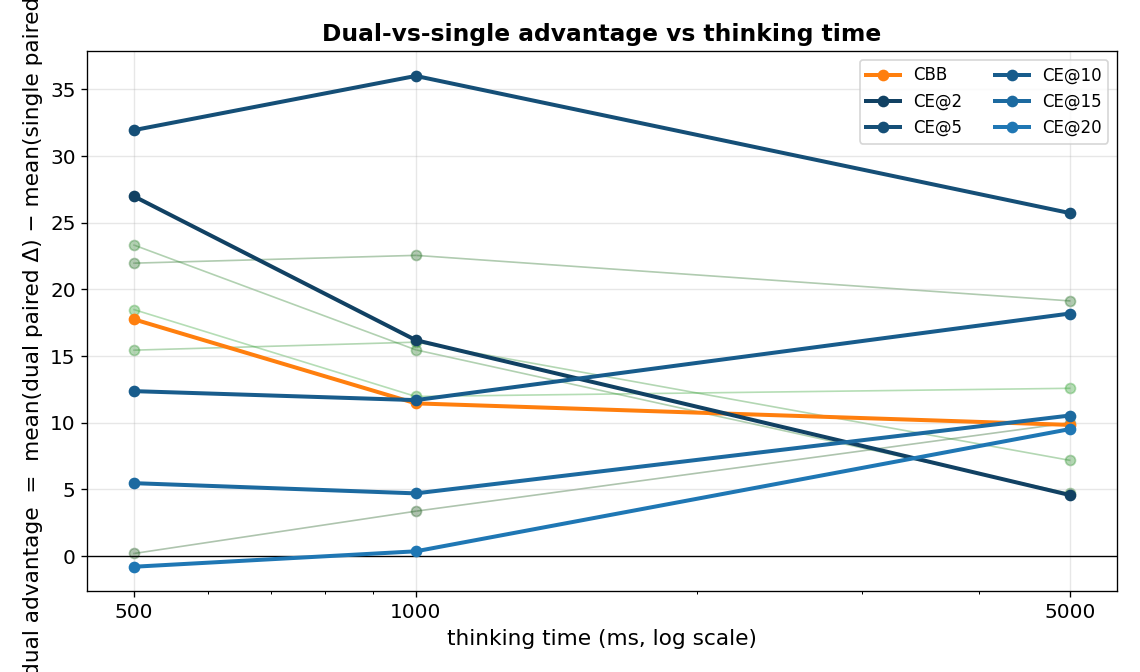 Dual-vs-single advantage vs thinking time
dual advantage = mean(dual paired Δ) − mean(single paired
35
30
25
20
15
10
5
0
CBB
CE@2
CE@5
CE@10
CE@15
CE@20
500
1000
5000
thinking time (ms, log scale)